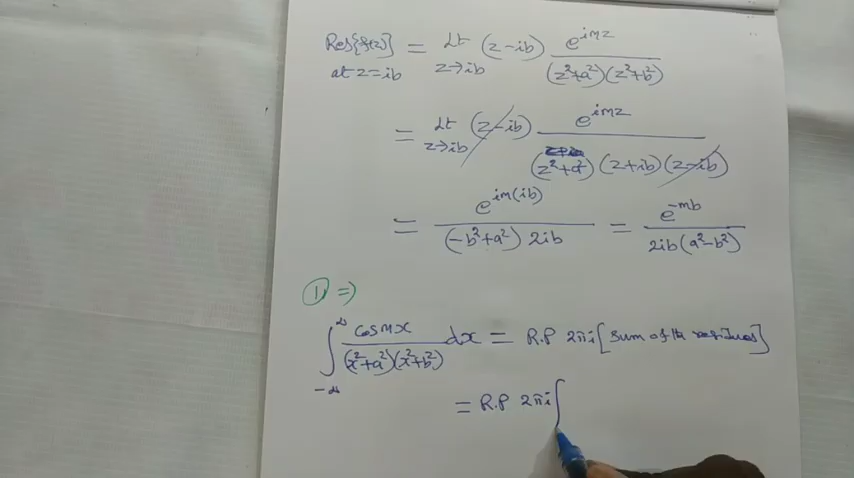 Res{f(z)} at z=ib = Lt z→ib (z-ib) e^{imz} / (z²+a²)(z²+b²)
= Lt z→ib (z-ib) e^{imz} / (z²+a²)(z+ib)(z-ib)
= e^{im(ib)} / (-b²+a²) 2ib = e^{-mb} / 2ib(a²-b²)
① ⇒
∫_{-∞}^{∞} cosmx / (x²+a²)(x²+b²) dx = R.P 2πi [sum of the residues]
= R.P 2πi [